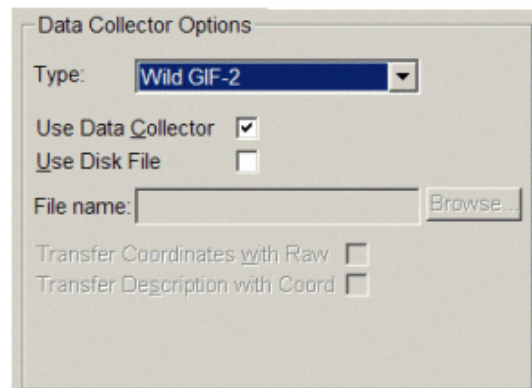 Data Collector Options
Type: Wild GIF-2
Use Data Collector
Use Disk File
File name: Browse...
Transfer Coordinates with Raw
Transfer Description with Coord